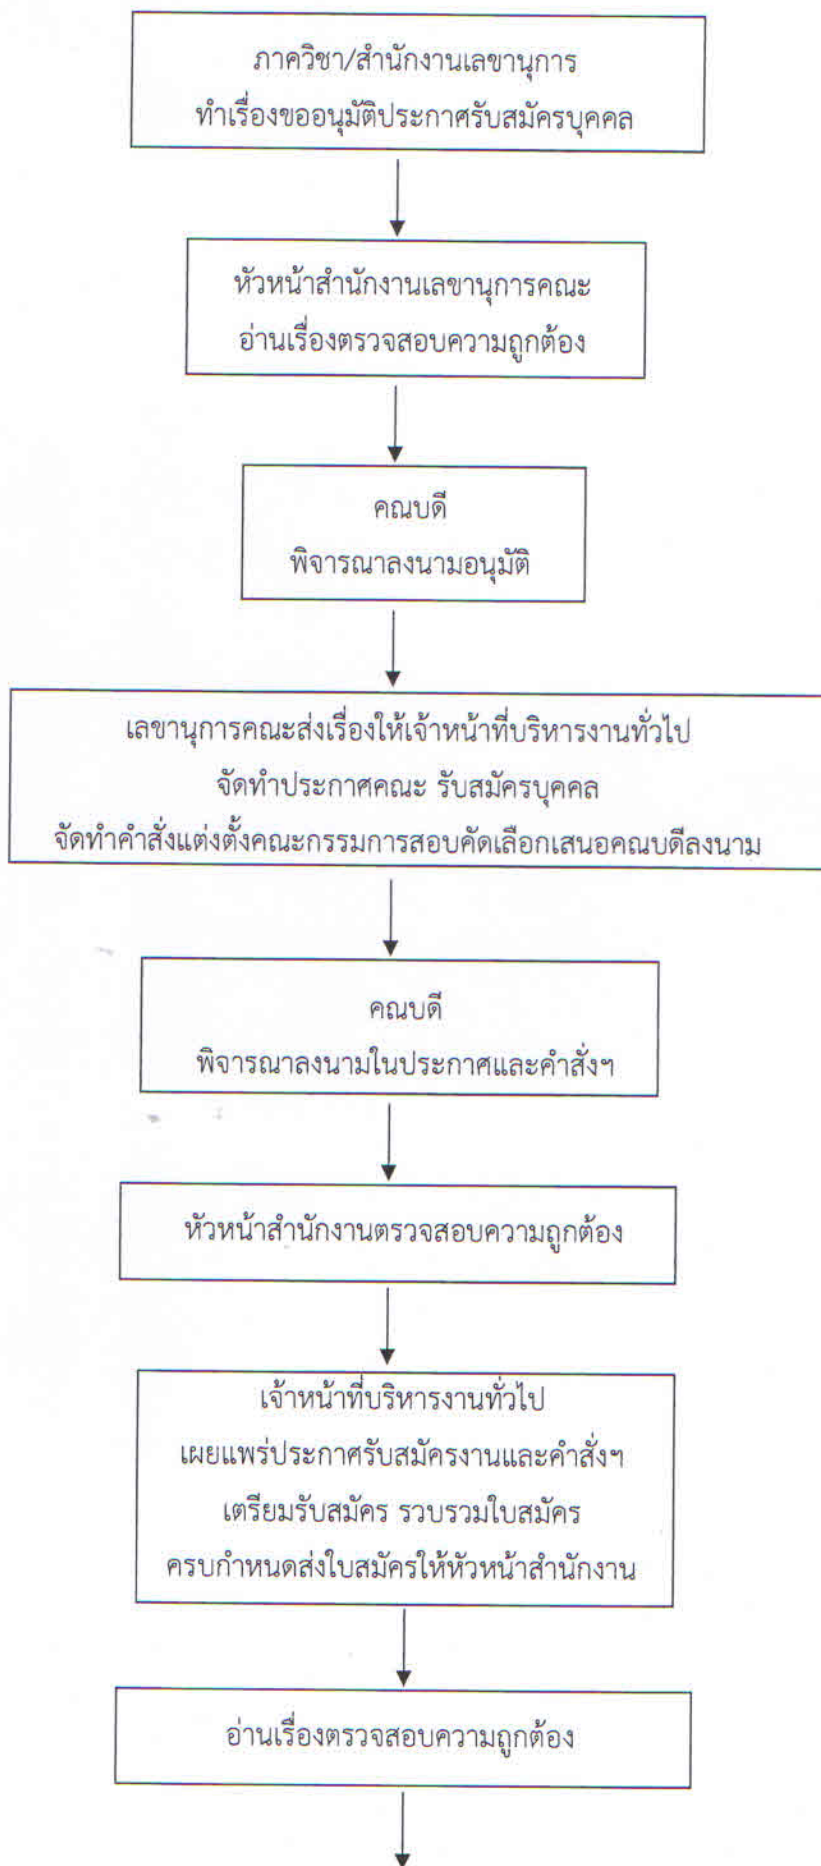 ภาควิชา/สำนักงานเลขานุการ
ทำเรื่องขออนุมัติประกาศรับสมัครบุคคล
หัวหน้าสำนักงานเลขานุการคณะ
อ่านเรื่องตรวจสอบความถูกต้อง
คณบดี
พิจารณาลงนามอนุมัติ
เลขานุการคณะส่งเรื่องให้เจ้าหน้าที่บริหารงานทั่วไป
จัดทำประกาศคณะ รับสมัครบุคคล
จัดทำคำสั่งแต่งตั้งคณะกรรมการสอบคัดเลือกเสนอคณบดีลงนาม
คณบดี
พิจารณาลงนามในประกาศและคำสั่งฯ
หัวหน้าสำนักงานตรวจสอบความถูกต้อง
เจ้าหน้าที่บริหารงานทั่วไป
เผยแพร่ประกาศรับสมัครงานและคำสั่งฯ
เตรียมรับสมัคร รวบรวมใบสมัคร
ครบกำหนดส่งใบสมัครให้หัวหน้าสำนักงาน
อ่านเรื่องตรวจสอบความถูกต้อง